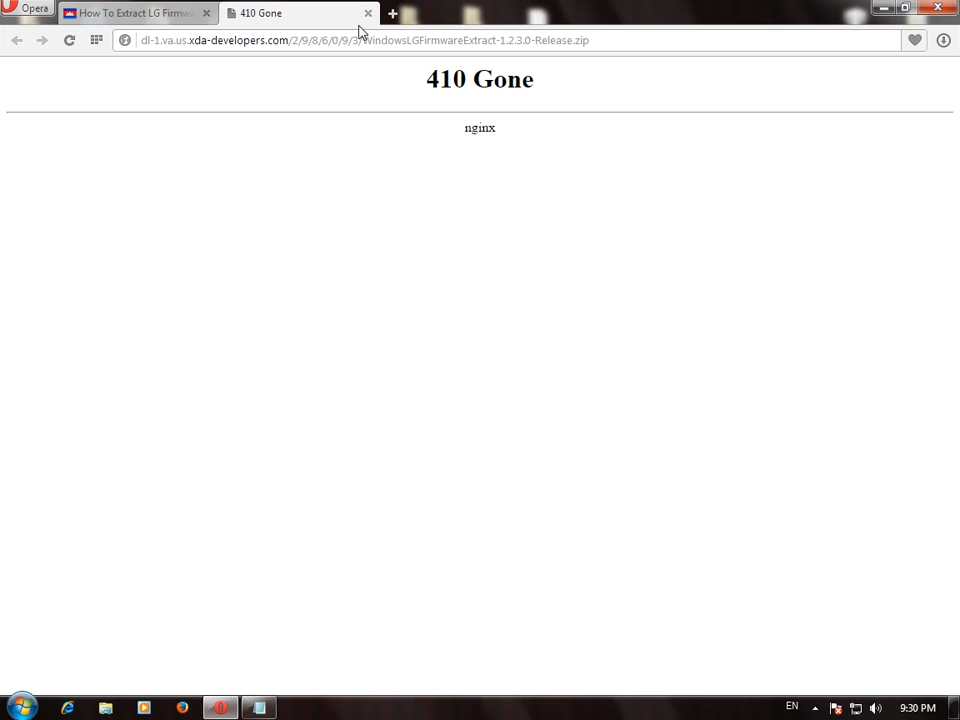 Opera
How To Extract LG Firmw
410 Gone
dl-1.va.us.xda-developers.com/2/9/8/6/0/9/3/WindowsLGFirmwareExtract-1.2.3.0-Release.zip
410 Gone
nginx
EN
9:30 PM